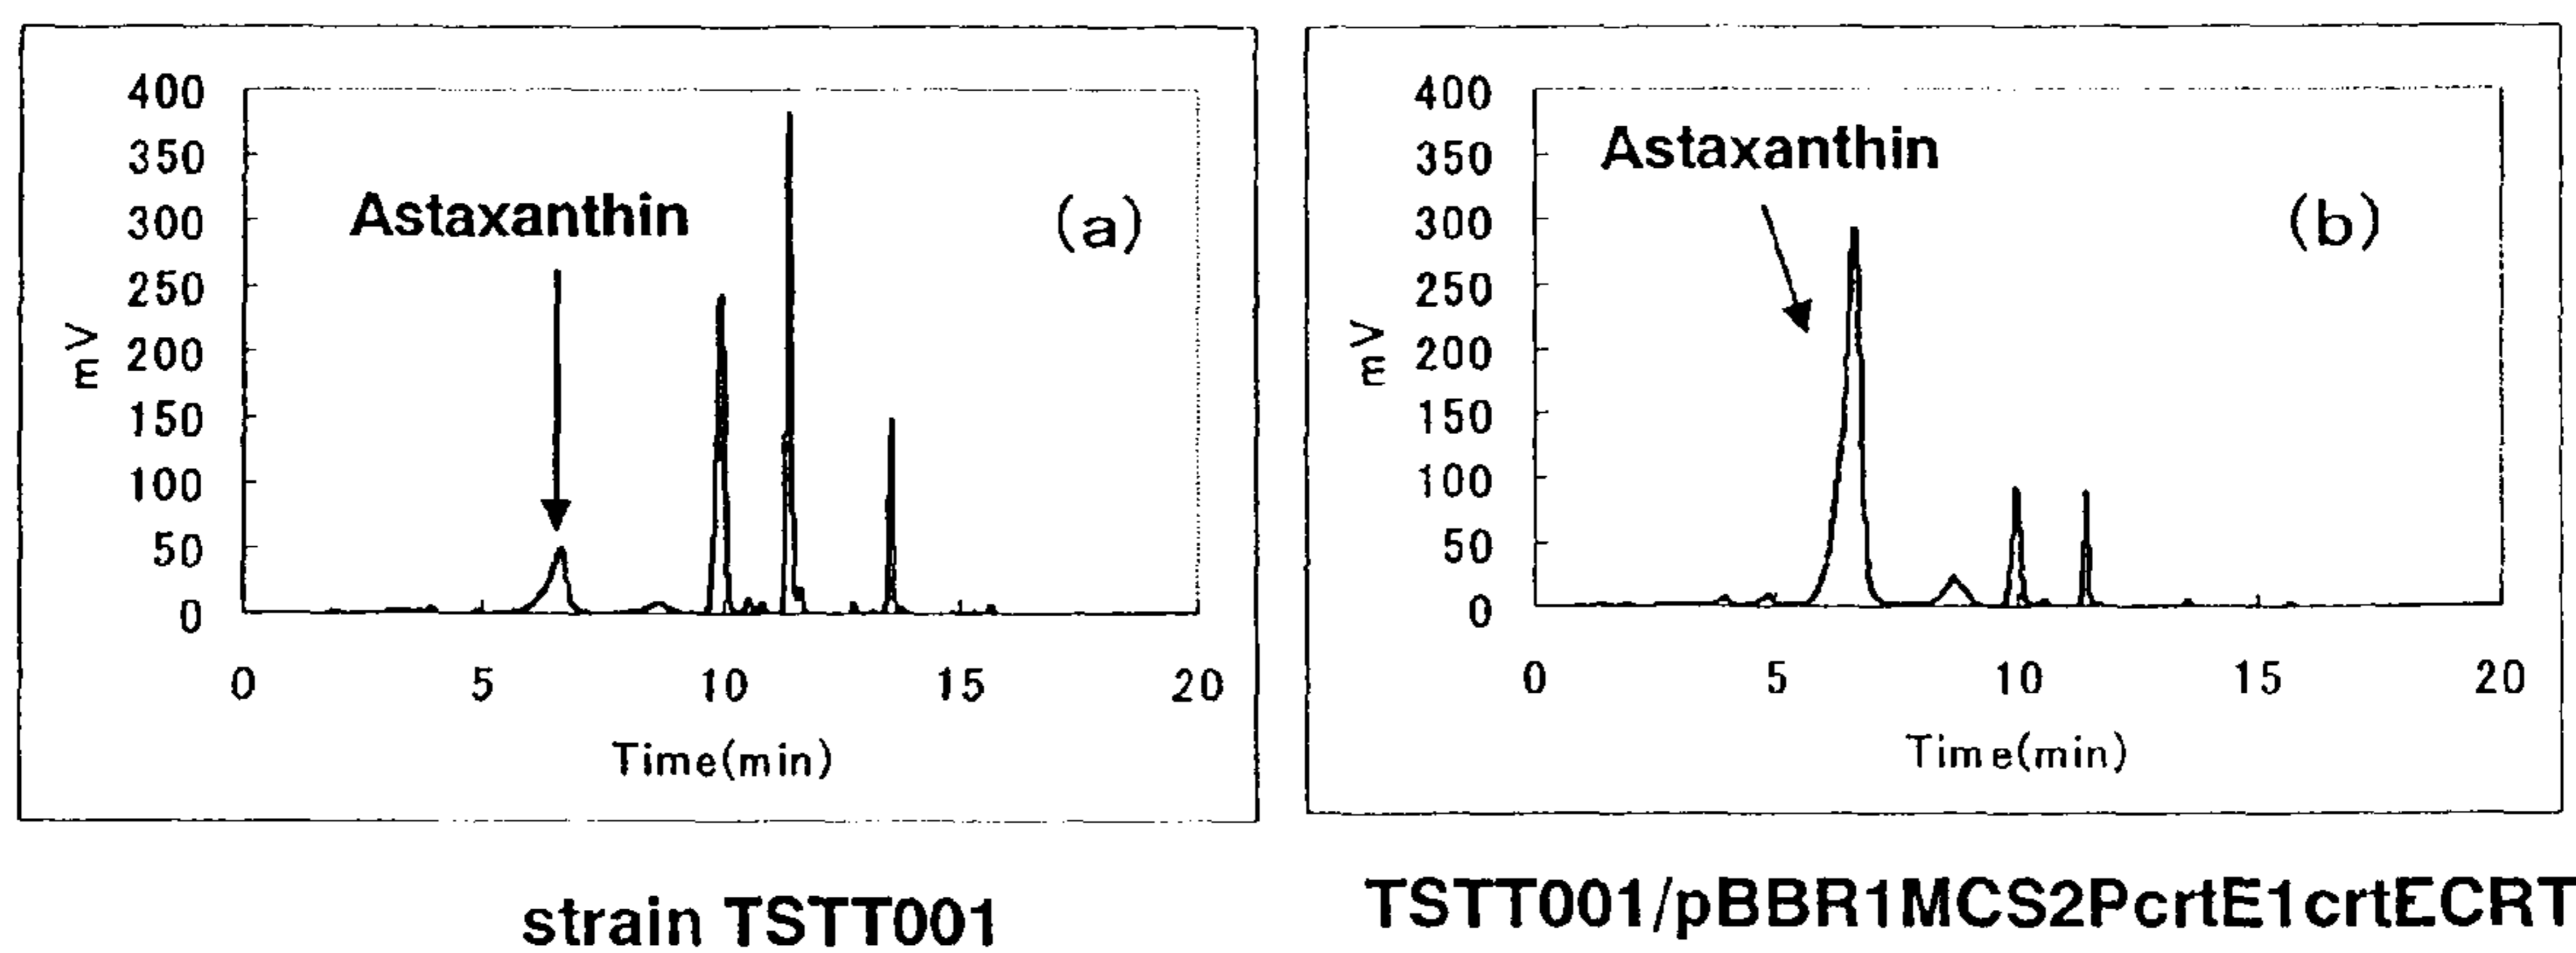 400
350
300
250
200
150
100
50
0
mV
Astaxanthin
(a)
0 5 10 15 20
Time(min)
strain TSTT001
400
350
300
250
200
150
100
50
0
mV
Astaxanthin
(b)
0 5 10 15 20
Time(min)
TSTT001/pBBR1MCS2PcrtE1crtECRT